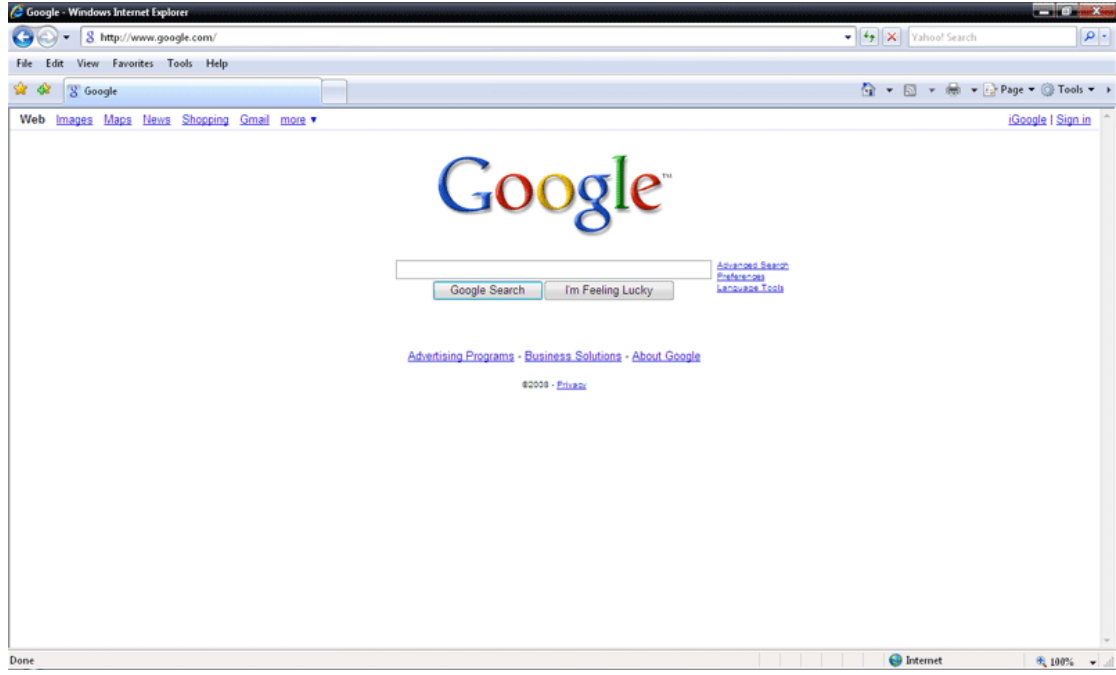 Google - Windows Internet Explorer
http://www.google.com/ Yahoo! Search
File Edit View Favorites Tools Help
Google Page Tools
Web Images Maps News Shopping Gmail more iGoogle | Sign in
Google™
Advanced Search
Preferences
Google Search I'm Feeling Lucky Language Tools
Advertising Programs - Business Solutions - About Google
©2008 - Privacy
Done Internet 100%